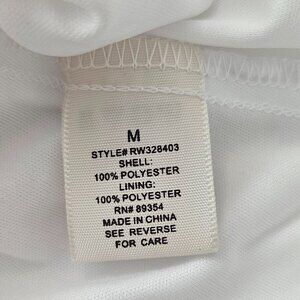 M
STYLE# RW328403
SHELL:
100% POLYESTER
LINING:
100% POLYESTER
RN# 89354
MADE IN CHINA
SEE REVERSE
FOR CARE